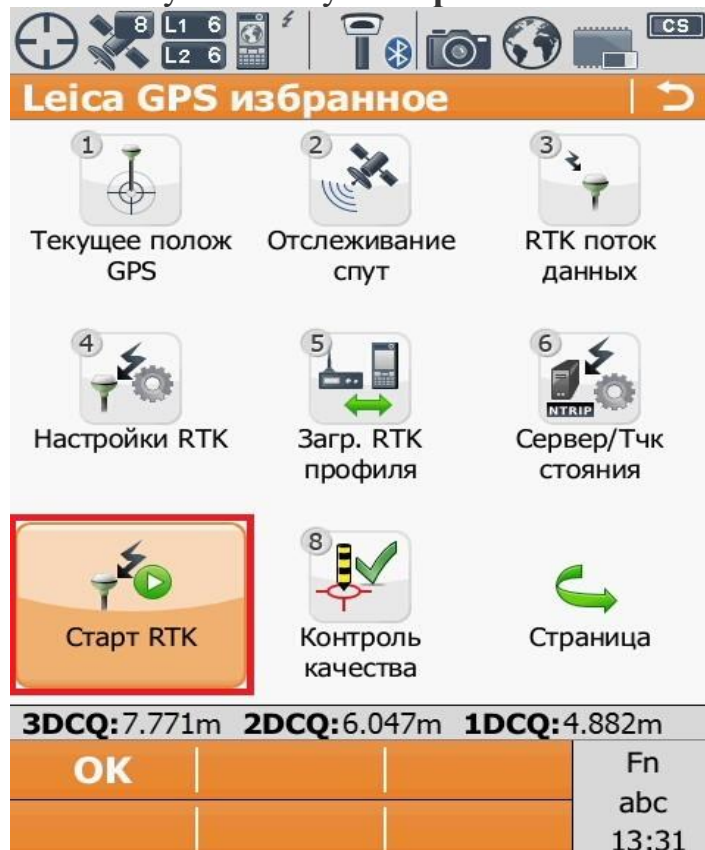 8 L1 6 CS
L2 6
Leica GPS избранное
1 2 3
Текущее полож Отслеживание RTK поток
GPS спут данных
4 5 6
NTRIP
Настройки RTK Загр. RTK Сервер/Тчк
профиля стояния
8
Старт RTK Контроль Страница
качества
3DCQ:7.771m 2DCQ:6.047m 1DCQ:4.882m
OK Fn
abc
13:31